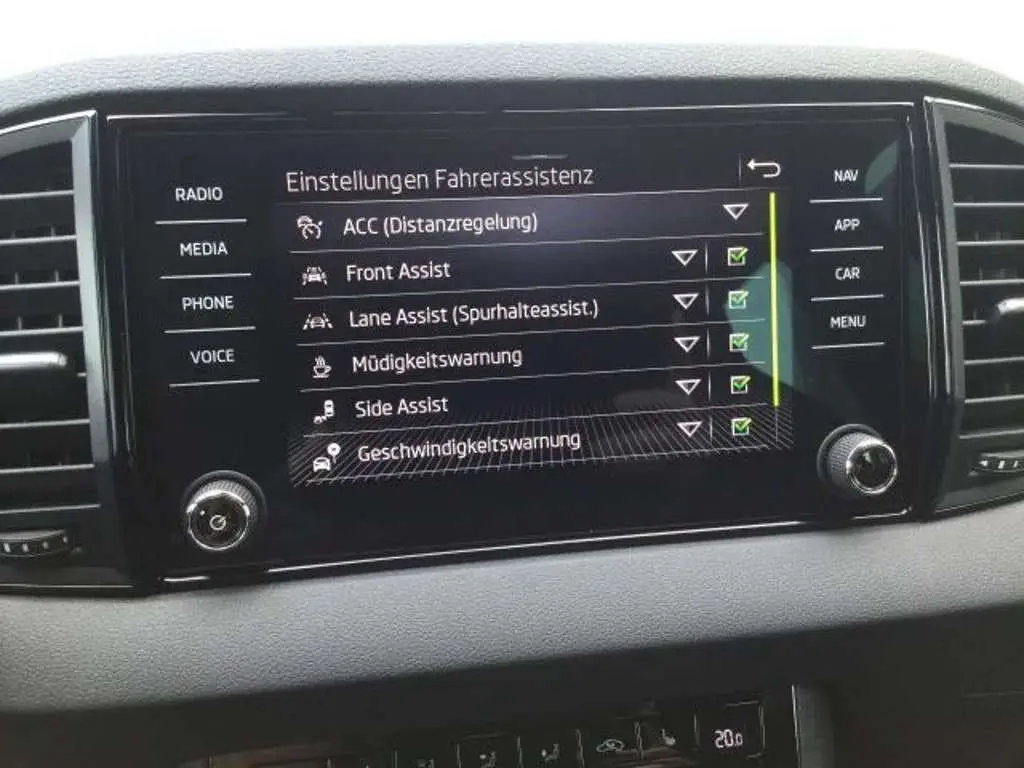 Einstellungen Fahrerassistenz
RADIO
MEDIA
PHONE
VOICE
ACC (Distanzregelung)
Front Assist
Lane Assist (Spurhalteassist.)
Müdigkeitswarnung
Side Assist
Geschwindigkeitswarnung
NAV
APP
CAR
MENU
20.0